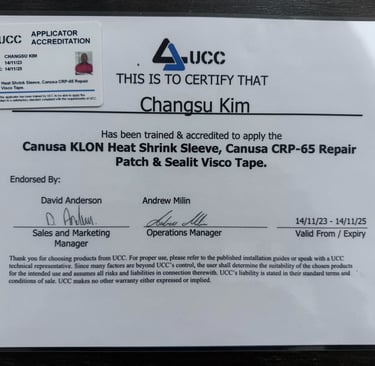 UCC
APPLICATOR
ACCREDITATION
CHANGSU KIM
14/11/23
14/11/25
Heat Shrink Sleeve, Canusa CRP-65 Repair
Visco Tape.
UCC
THIS IS TO CERTIFY THAT
Changsu Kim
Has been trained & accredited to apply the
Canusa KLON Heat Shrink Sleeve, Canusa CRP-65 Repair
Patch & Sealit Visco Tape.
Endorsed By:
David Anderson
Andrew Milin
14/11/23 - 14/11/25
Sales and Marketing
Manager
Operations Manager
Valid From / Expiry
Thank you for choosing products from UCC. For proper use, please refer to the published installation guides or speak with a UCC
technical representative. Since many factors are beyond UCC's control, the user shall determine the suitability of the chosen products
for the intended use and assumes all risks and liabilities in connection therewith. UCC's liability is stated in their standard terms and
conditions of sale. UCC makes no other warranty either expressed or implied.